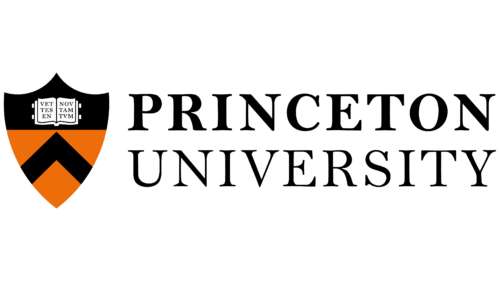 VET NOV
TES TAM
EN TVM
PRINCETON
UNIVERSITY